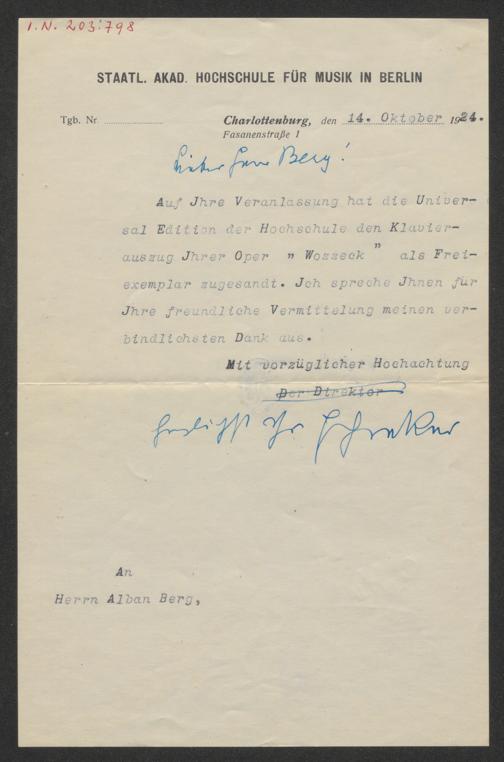 I.N. 203.798
STAATL. AKAD. HOCHSCHULE FÜR MUSIK IN BERLIN
Tgb. Nr
Charlottenburg, den 14. Oktober 1924.
Fasanenstraße 1
Lieber Herr Berg!
Auf Jhre Veranlassung hat die Univer-
sal Edition der Hochschule den Klavier-
auszug Jhrer Oper " Wozzeck " als Frei-
exemplar zugesandt. Jch spreche Jhnen für
Jhre freundliche Vermittelung meinen ver-
bindlichsten Dank aus.
Mit vorzüglicher Hochachtung
Der Direktor
herzlichst Ihr FSchreker
An
Herrn Alban Berg,